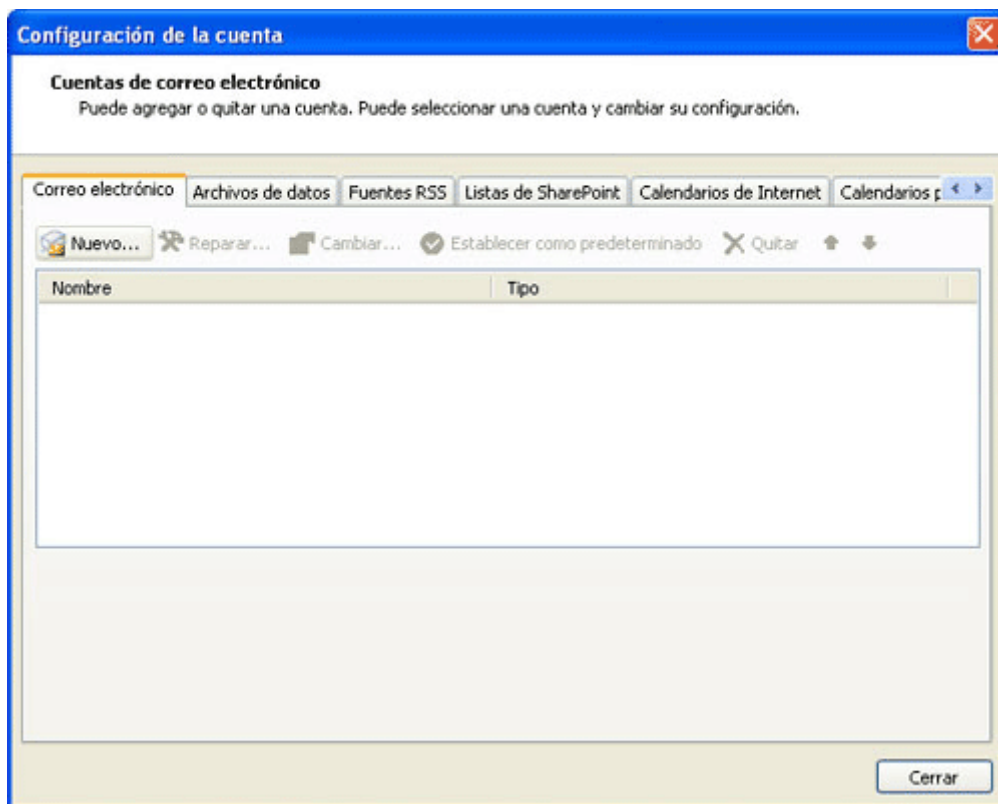 Configuración de la cuenta
Cuentas de correo electrónico
Puede agregar o quitar una cuenta. Puede seleccionar una cuenta y cambiar su configuración.
Correo electrónico Archivos de datos Fuentes RSS Listas de SharePoint Calendarios de Internet Calendarios p
Nuevo... Reparar... Cambiar... Establecer como predeterminado Quitar
Nombre Tipo
Cerrar